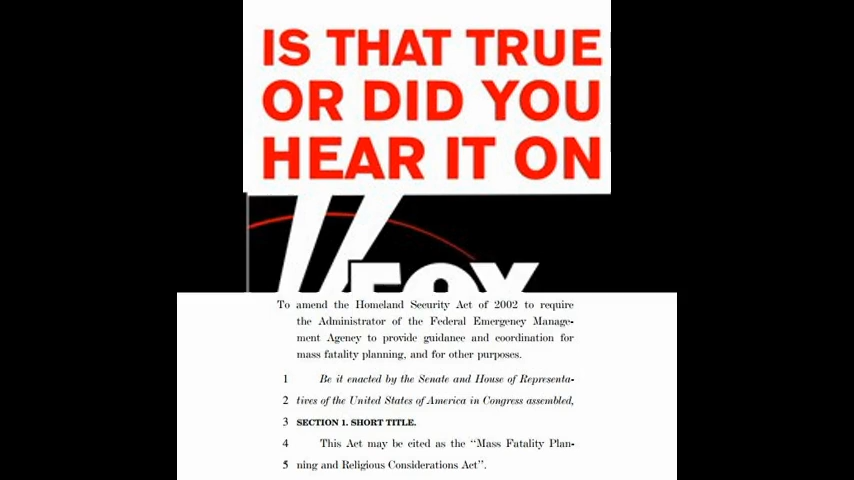 IS THAT TRUE
OR DID YOU
HEAR IT ON
FOX
To amend the Homeland Security Act of 2002 to require
the Administrator of the Federal Emergency Manage-
ment Agency to provide guidance and coordination for
mass fatality planning, and for other purposes.
1 Be it enacted by the Senate and House of Representa-
2 tives of the United States of America in Congress assembled,
3 SECTION 1. SHORT TITLE.
4 This Act may be cited as the “Mass Fatality Plan-
5 ning and Religious Considerations Act”.